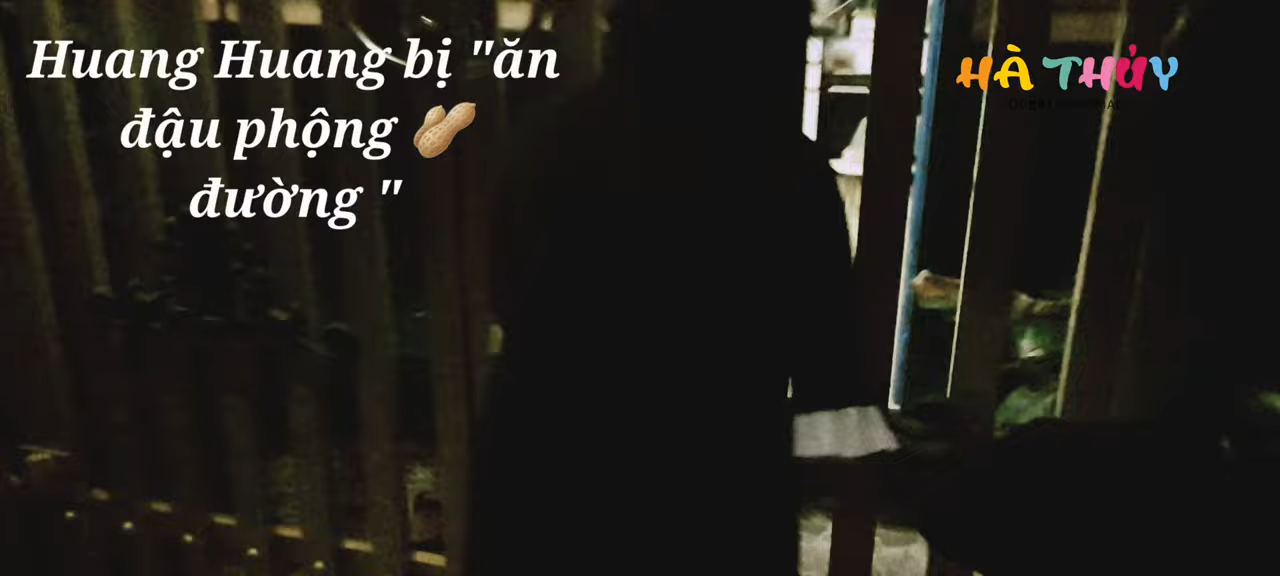 Huang Huang bị "ăn
đậu phộng 🥜
đường "
HÀ THỦY